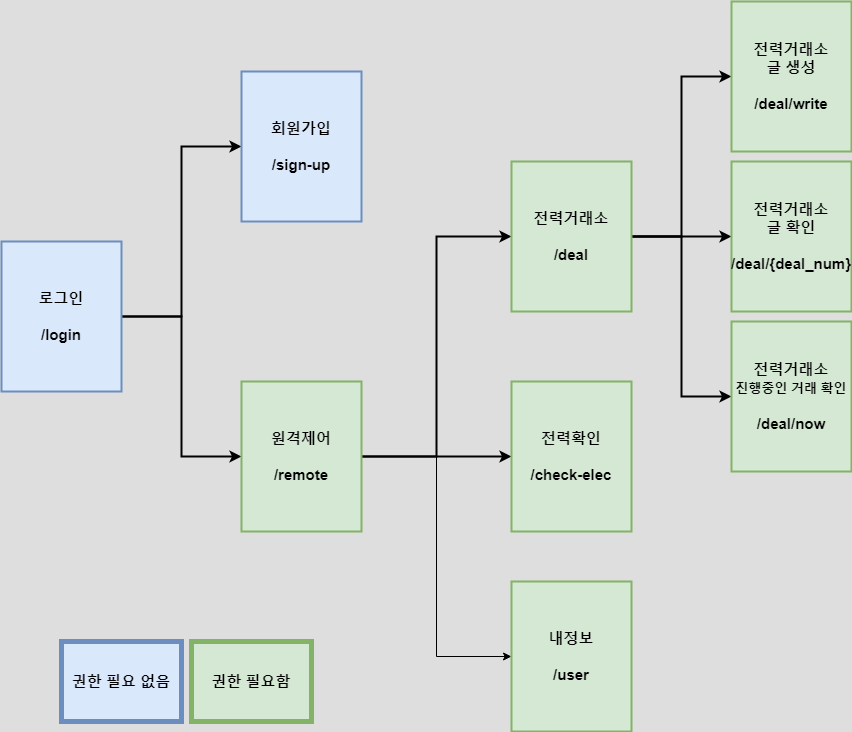 로그인
/login
회원가입
/sign-up
원격제어
/remote
전력거래소
/deal
전력확인
/check-elec
내정보
/user
전력거래소
글 생성
/deal/write
전력거래소
글 확인
/deal/{deal_num}
전력거래소
진행중인 거래 확인
/deal/now
권한 필요 없음
권한 필요함